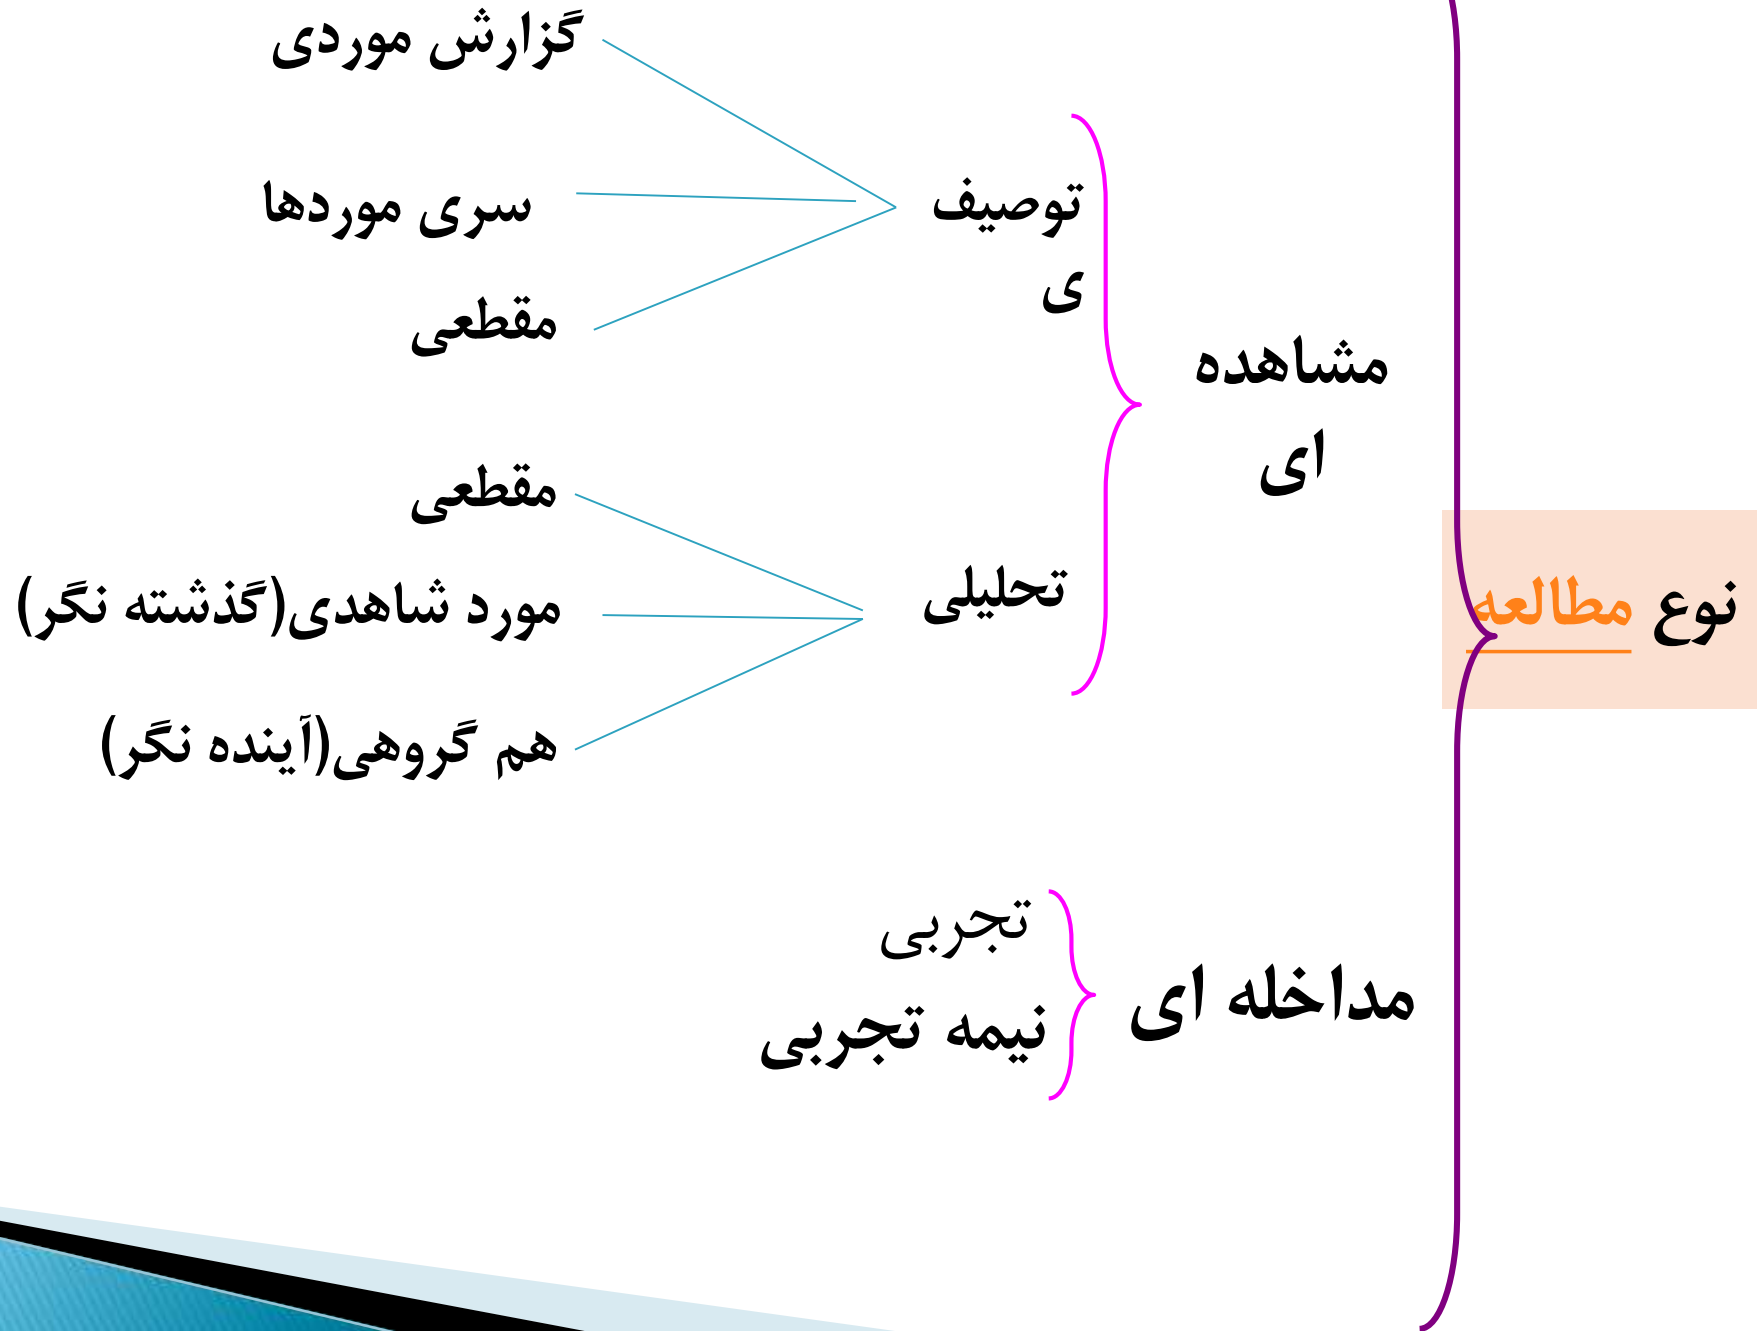 نوع مطالعه
مشاهده
ای
توصیف
ی
گزارش موردی
سری موردها
مقطعی
تحلیلی
مقطعی
مورد شاهدی(گذشته نگر)
هم گروهی(آینده نگر)
مداخله ای
تجربی
نیمه تجربی